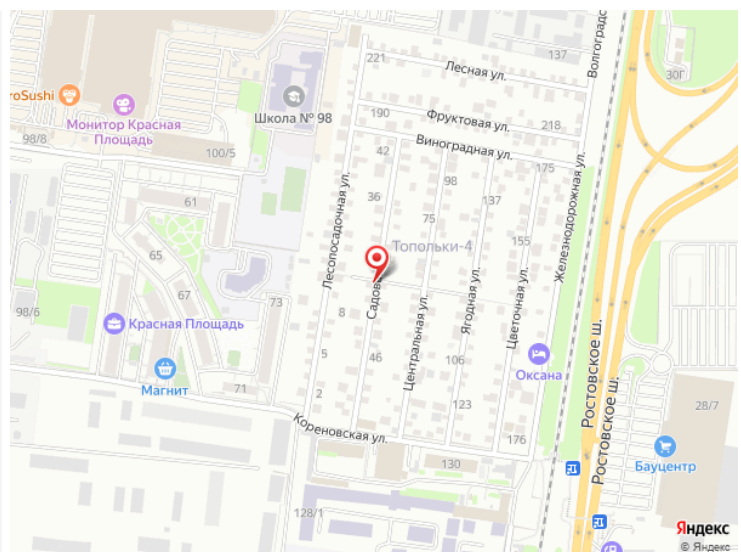 221
Лесная ул.
137
Волгоградс
30Г
roSushi
Монитор Красная
Площадь
Школа № 98
190
Фруктовая ул.
218
98/8
100/5
42
Виноградная ул.
175
Лесопосадочная ул.
36
98
137
Железнодорожная ул.
61
75
65
Топольки-4
155
67
Садова
Ягодная ул.
Цветочная ул.
98/6
73
8
Центральная ул.
Красная Площадь
5
46
106
Оксана
Ростовское ш.
Ростовское ш.
Магнит
71
2
123
28/7
Кореновская ул.
176
130
Бауцентр
128/1
Яндекс
© Яндекс